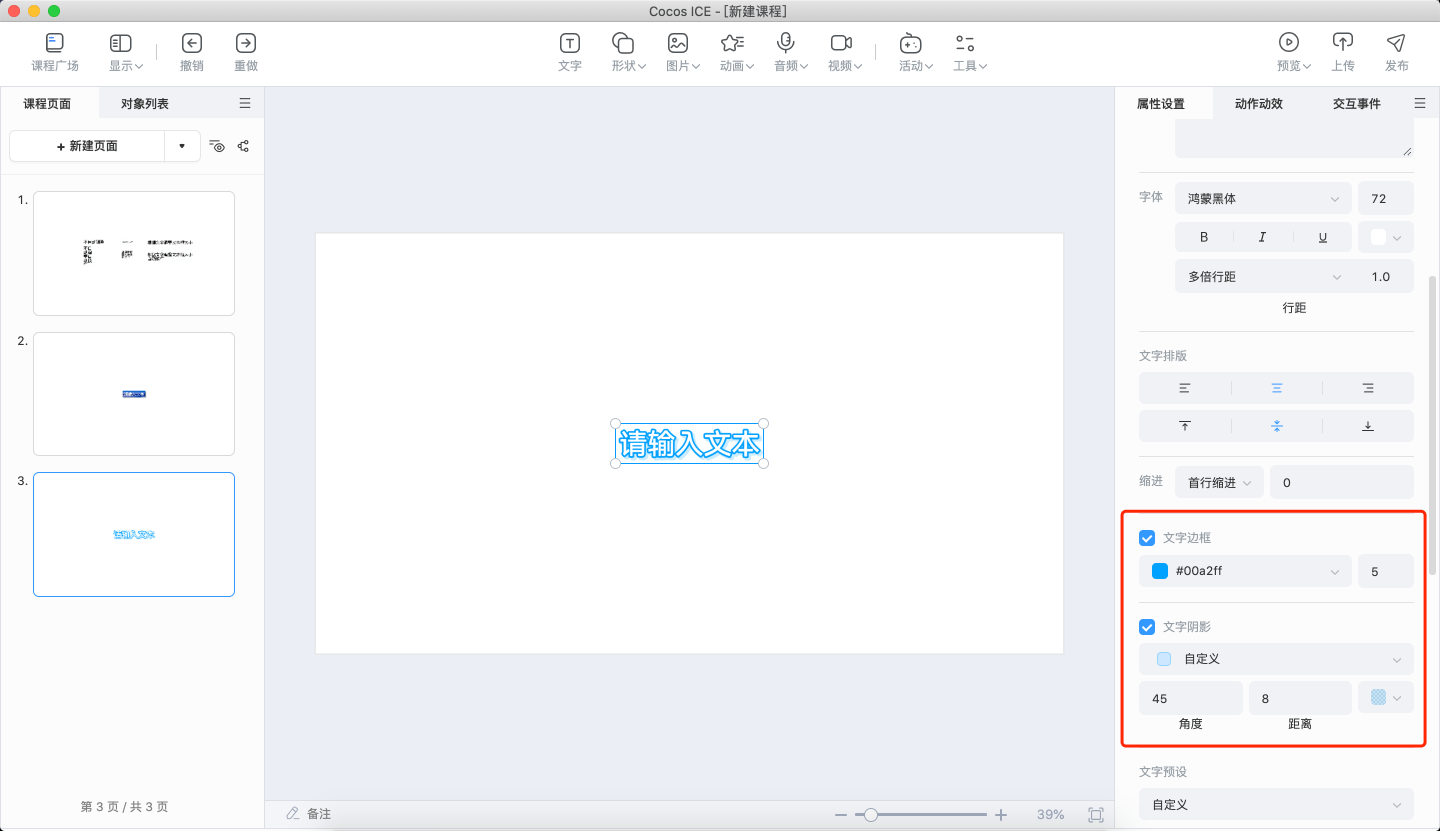 Cocos ICE - [新建课程]
课程广场 显示 撤销 重做 文字 形状 图片 动画 音频 视频 活动 工具 预览 上传 发布
课程页面 对象列表
+ 新建页面
1.
2.
3.
请输入文本
第 3 页 / 共 3 页
请输入文本
备注
39%
属性设置 动作动效 交互事件
字体 鸿蒙黑体 72
B I U
多倍行距 1.0
行距
文字排版
缩进 首行缩进 0
文字边框
#00a2ff 5
文字阴影
自定义
45 8
角度 距离
文字预设
自定义